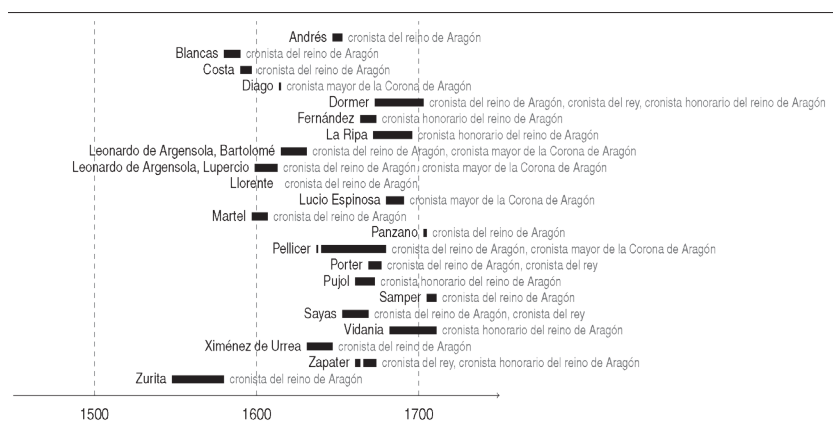 Andrés cronista del reino de Aragón
Blancas cronista del reino de Aragón
Costa cronista del reino de Aragón
Diago cronista mayor de la Corona de Aragón
Dormer cronista del reino de Aragón, cronista del rey, cronista honorario del reino de Aragón
Fernández cronista honorario del reino de Aragón
La Ripa cronista honorario del reino de Aragón
Leonardo de Argensola, Bartolomé cronista del reino de Aragón, cronista mayor de la Corona de Aragón
Leonardo de Argensola, Lupercio cronista del reino de Aragón, cronista mayor de la Corona de Aragón
Llorente cronista del reino de Aragón
Lucio Espinosa cronista mayor de la Corona de Aragón
Martel cronista del reino de Aragón
Panzano cronista del reino de Aragón
Pellicer cronista del reino de Aragón, cronista mayor de la Corona de Aragón
Porter cronista del reino de Aragón, cronista del rey
Pujol cronista honorario del reino de Aragón
Samper cronista del reino de Aragón
Sayas cronista del reino de Aragón, cronista del rey
Vidania cronista honorario del reino de Aragón
Ximénez de Urrea cronista del reino de Aragón
Zapater cronista del rey, cronista honorario del reino de Aragón
Zurita cronista del reino de Aragón
1500 1600 1700